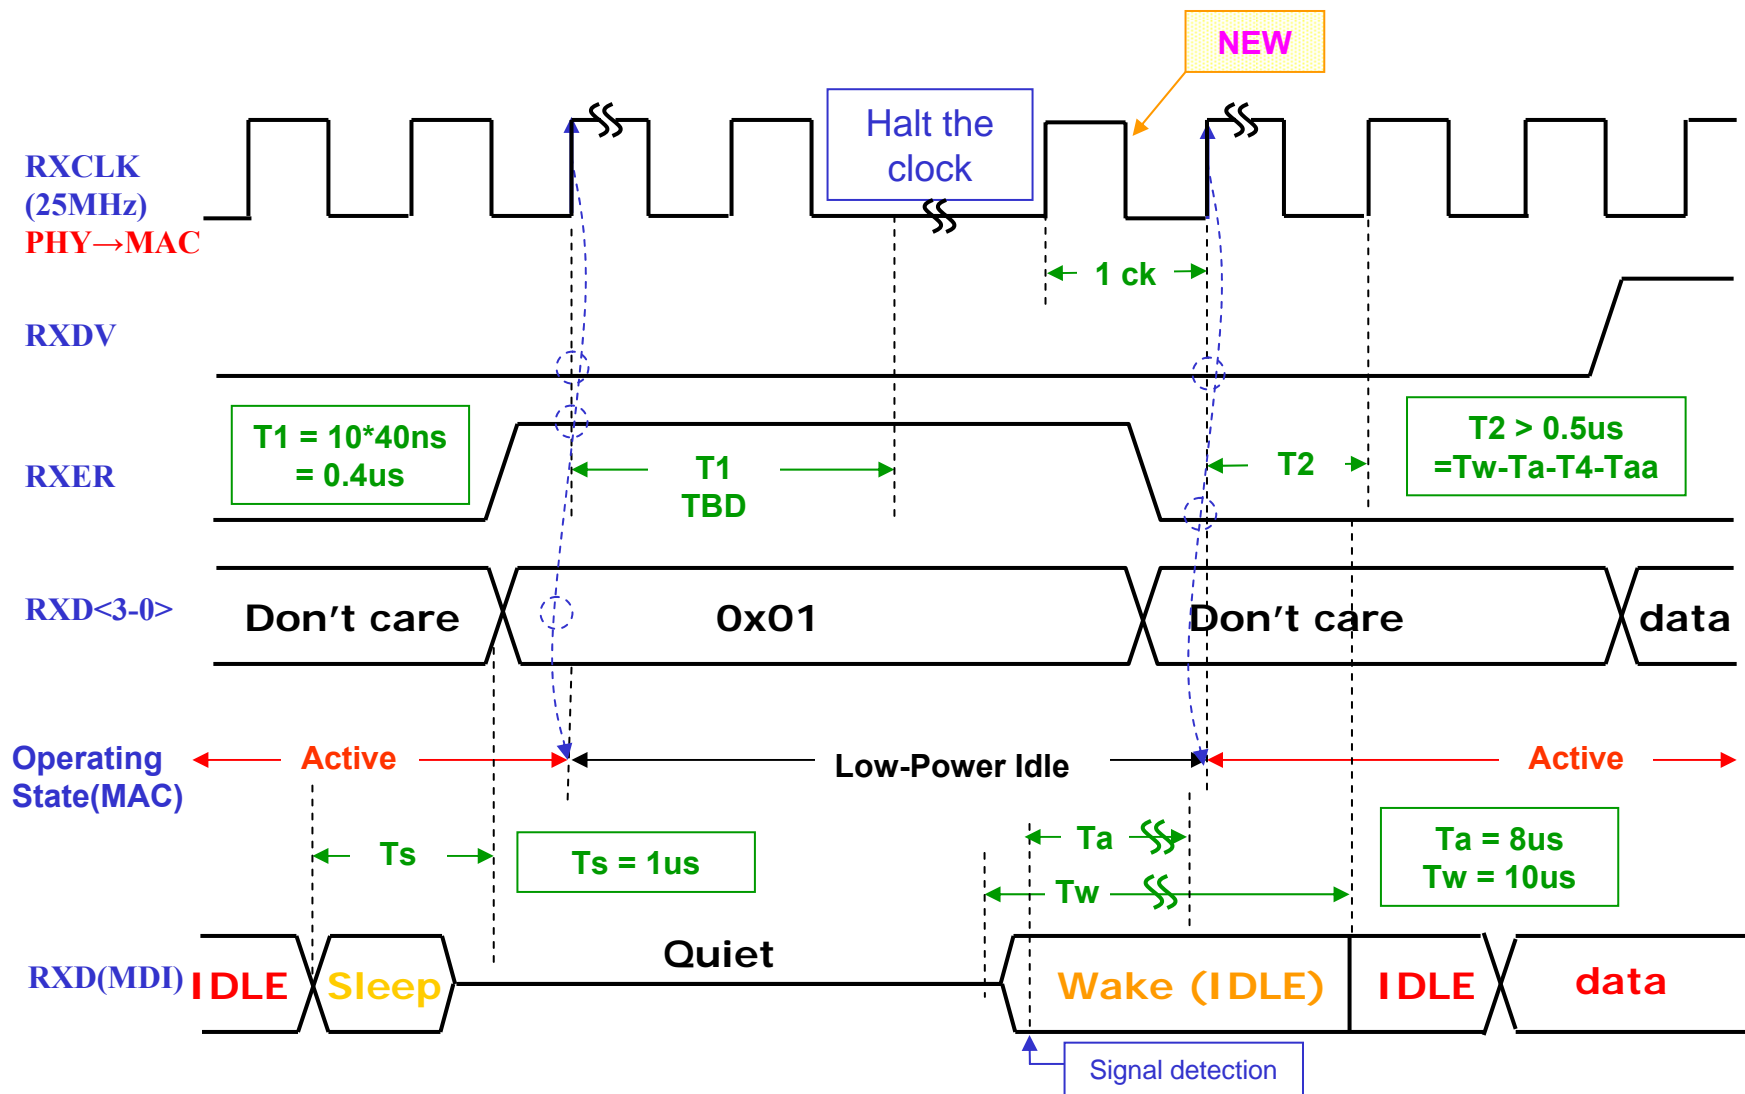 NEW
Halt the
clock
RXCLK
(25MHz)
PHY→MAC
1 ck
RXDV
T1 = 10*40ns
= 0.4us
T2 > 0.5us
=Tw-Ta-T4-Taa
RXER
T1
TBD
T2
RXD<3-0>
Don't care
0x01
Don't care
data
Operating
State(MAC)
Active
Low-Power Idle
Active
Ts
Ts = 1us
Ta
Tw
Ta = 8us
Tw = 10us
RXD(MDI)
IDLE
Sleep
Quiet
Wake (IDLE)
IDLE
data
Signal detection